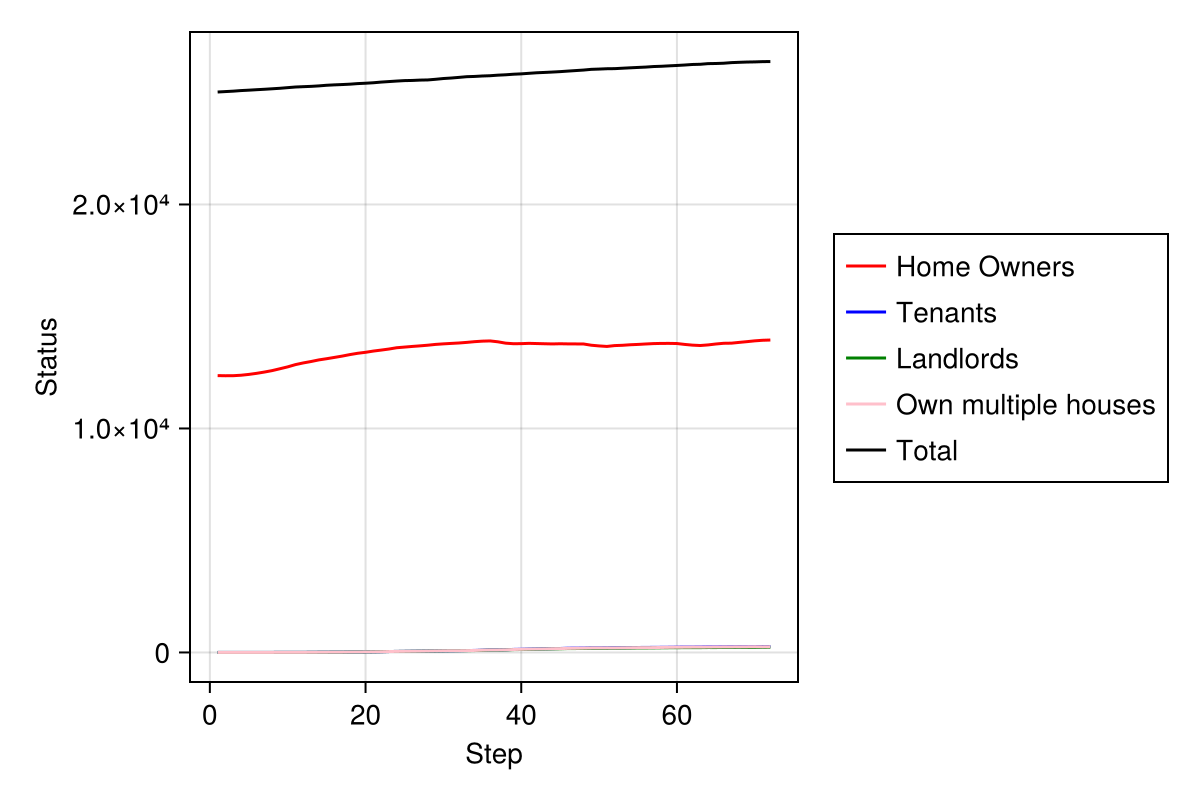 2.0×10⁴
1.0×10⁴
0
Status
0 20 40 60
Step
Home Owners
Tenants
Landlords
Own multiple houses
Total